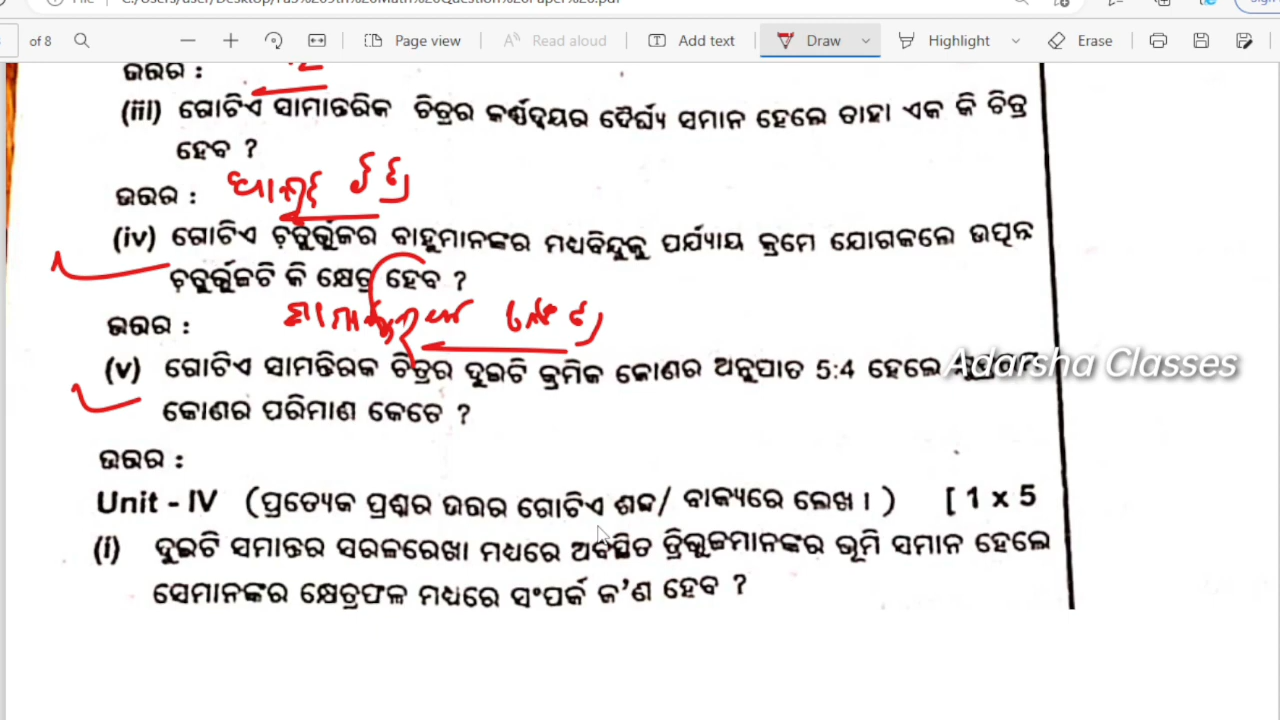 of 8 Page view Read aloud Add text Draw Highlight Erase
ଉତ୍ତର :
(iii) ଗୋଟିଏ ସାମାନ୍ତରିକ ଚିତ୍ରର କର୍ଣ୍ଣଦ୍ୱୟର ଦୈର୍ଘ୍ୟ ସମାନ ହେଲେ ତାହା ଏକ କି ଚିତ୍ର
ହେବ ?
ଉତ୍ତର :
(iv) ଗୋଟିଏ ଚତୁର୍ଭୁଜର ବାହୁମାନଙ୍କର ମଧ୍ୟବିନ୍ଦୁକୁ ପର୍ଯ୍ୟାୟ କ୍ରମେ ଯୋଗକଲେ ଉତ୍ପନ୍ନ
ଚତୁର୍ଭୁଜଟି କି କ୍ଷେତ୍ର ହେବ ?
ଉତ୍ତର :
(v) ଗୋଟିଏ ସାମନ୍ତିରକ ଚିତ୍ରର ଦୁଇଟି କ୍ରମିକ କୋଣର ଅନୁପାତ 5:4 ହେଲେ
Adarsha Classes
କୋଣର ପରିମାଣ କେତେ ?
ଉତ୍ତର :
Unit - IV (ପ୍ରତ୍ୟେକ ପ୍ରଶ୍ନର ଉତ୍ତର ଗୋଟିଏ ଶବ୍ଦ/ ବାକ୍ୟରେ ଲେଖ । ) [ 1 x 5
(i) ଦୁଇଟି ସମାନ୍ତର ସରଳରେଖା ମଧ୍ୟରେ ଅବସ୍ଥିତ ତ୍ରିଭୁଜମାନଙ୍କର ଭୂମି ସମାନ ହେଲେ
ସେମାନଙ୍କର କ୍ଷେତ୍ରଫଳ ମଧ୍ୟରେ ସଂପର୍କ କ'ଣ ହେବ ?